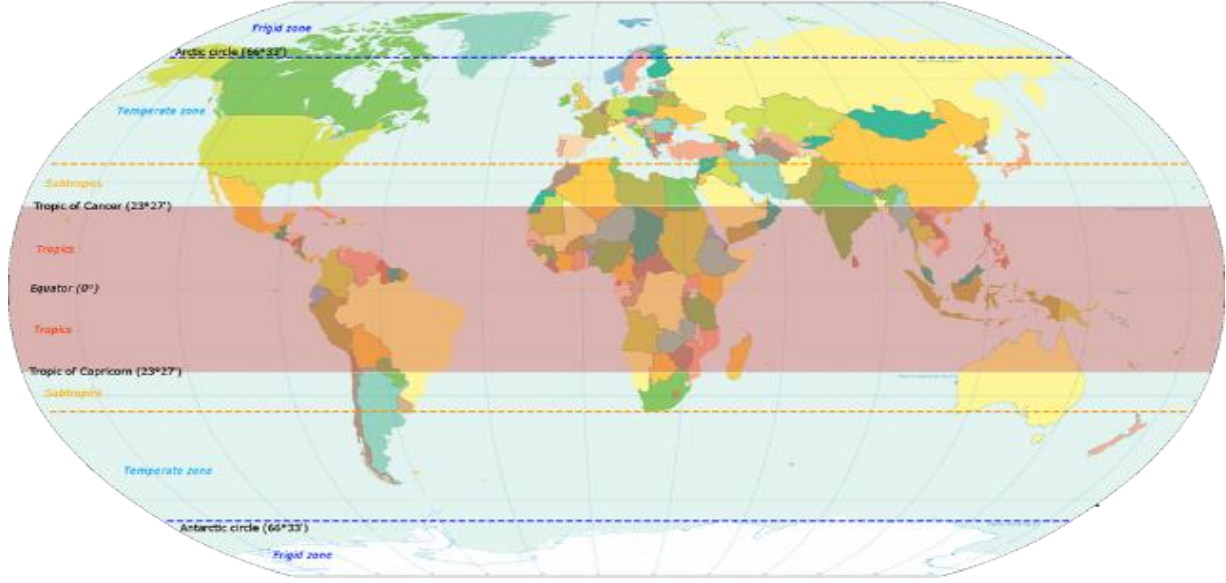 Frigid zone
Arctic circle (66°33')
Temperate zone
Subtropics
Tropic of Cancer (23°27')
Tropics
Equator (0°)
Tropics
Tropic of Capricorn (23°27')
Subtropics
Temperate zone
Antarctic circle (66°33')
Frigid zone